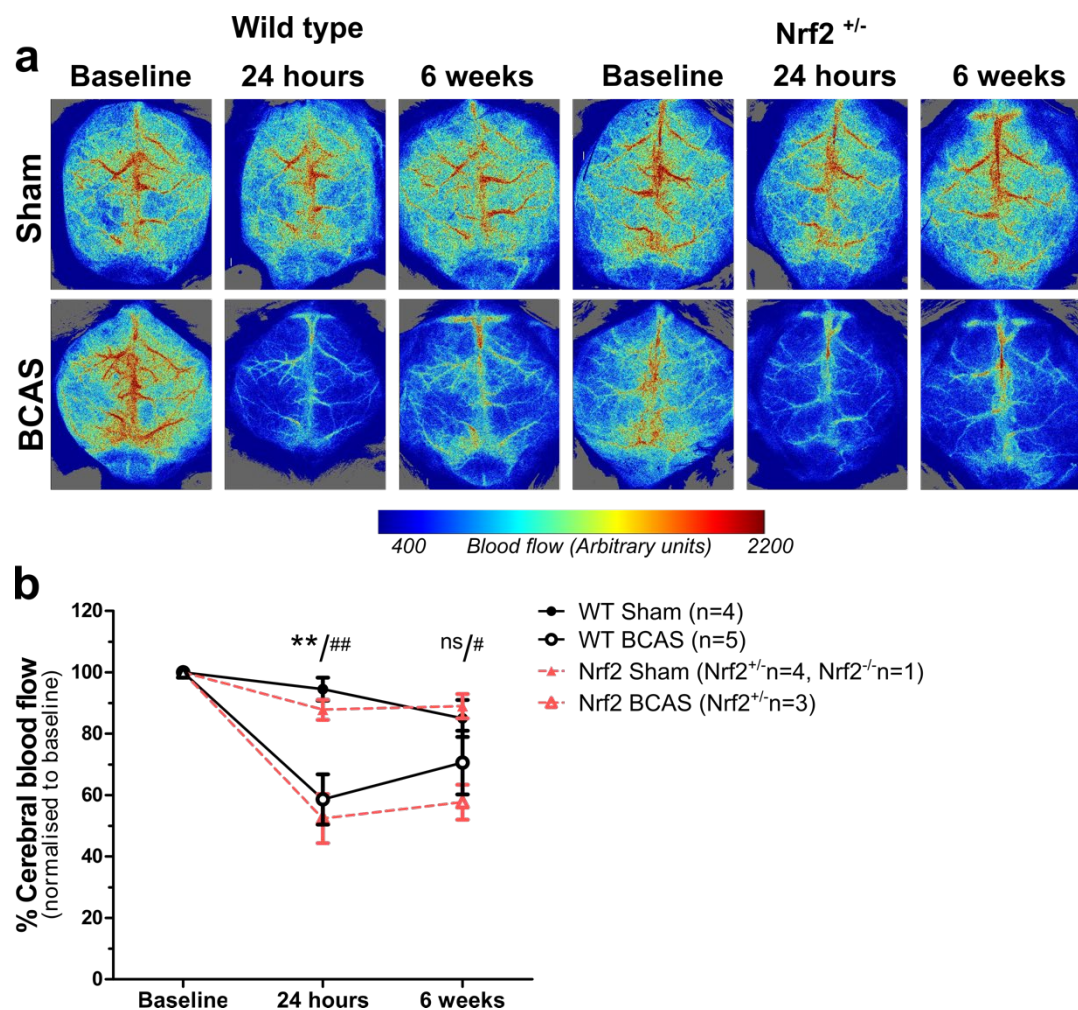 a
Wild type
Nrf2 +/-
Baseline 24 hours 6 weeks Baseline 24 hours 6 weeks
Sham
BCAS
400 Blood flow (Arbitrary units) 2200
b
% Cerebral blood flow
(normalised to baseline)
120
100
80
60
40
20
0
**/##
ns/#
Baseline 24 hours 6 weeks
WT Sham (n=4)
WT BCAS (n=5)
Nrf2 Sham (Nrf2+/-n=4, Nrf2-/-n=1)
Nrf2 BCAS (Nrf2+/-n=3)